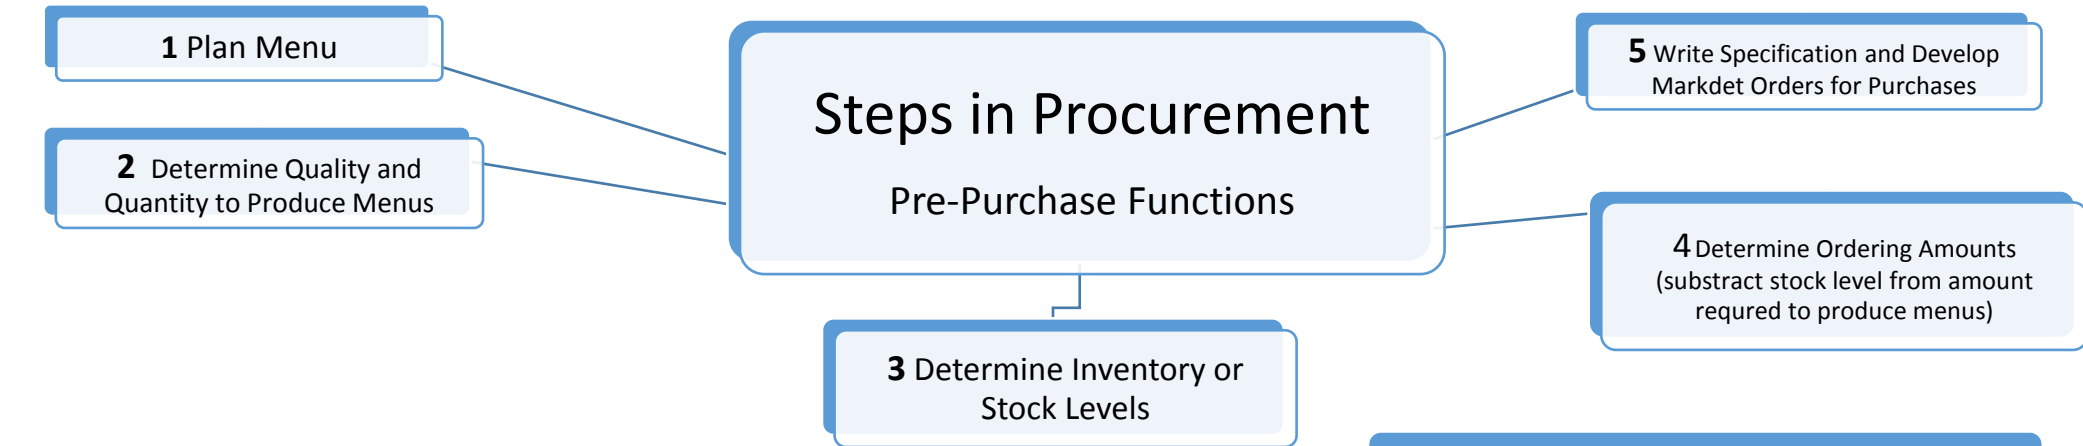 Steps in Procurement
Pre-Purchase Functions
1 Plan Menu
2 Determine Quality and
Quantity to Produce Menus
3 Determine Inventory or
Stock Levels
4 Determine Ordering Amounts
(substract stock level from amount
requred to produce menus)
5 Write Specification and Develop
Markdet Orders for Purchases